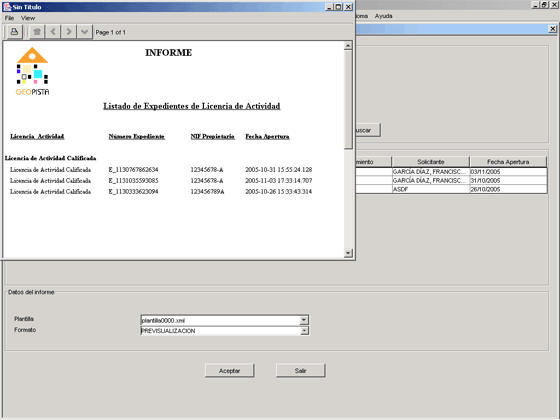 Sin Titulo
File View
Page 1 of 1
INFORME
GEOPISTA
Listado de Expedientes de Licencia de Actividad
Licencia Actividad Número Expediente NIF Propietario Fecha Apertura
Licencia de Actividad Calificada
Licencia de Actividad Calificada E_1130767862634 12345678-A 2005-10-31 15:55:24.128
Licencia de Actividad Calificada E_1131035593085 12345678-A 2005-11-03 17:33:14.707
Licencia de Actividad Calificada E_1130333623094 123456789A 2005-10-26 15:33:43.314
ioma Ayuda
uscar
miento Solicitante Fecha Apertura
GARCÍA DÍAZ, FRANCISC... 03/11/2005
GARCÍA DÍAZ, FRANCISC... 31/10/2005
ASDF 26/10/2005
Datos del informe
Plantilla plantilla0000.xml
Formato PREVISUALIZACION
Aceptar Salir